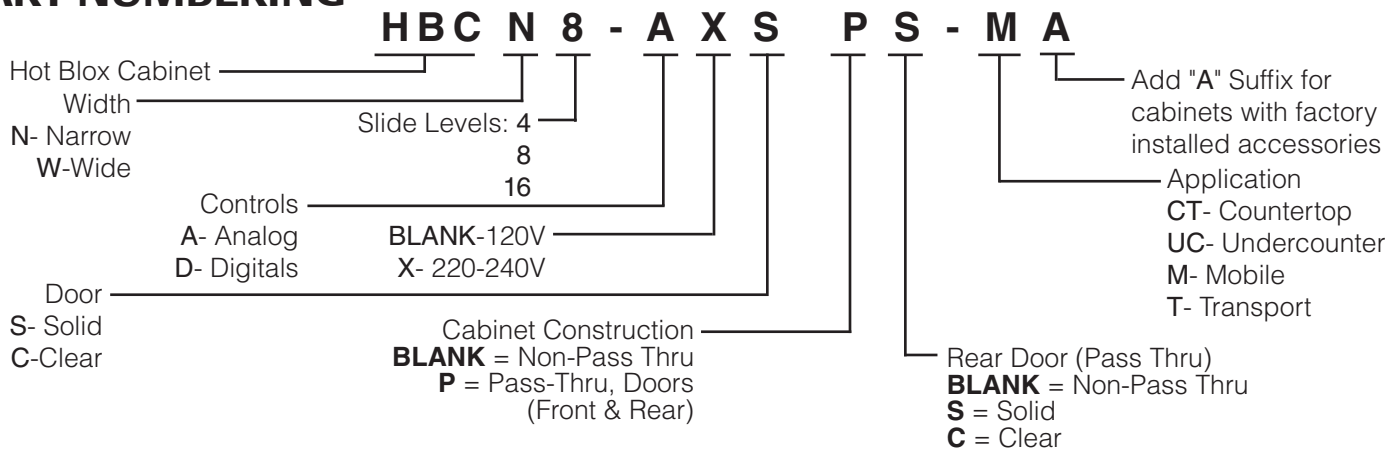 HBC N 8 - A X S P S - M A
Hot Blox Cabinet
Width
N- Narrow
W-Wide
Slide Levels: 4
8
16
Controls
A- Analog
D- Digitals
BLANK-120V
X- 220-240V
Door
S- Solid
C-Clear
Cabinet Construction
BLANK = Non-Pass Thru
P = Pass-Thru, Doors
(Front & Rear)
Rear Door (Pass Thru)
BLANK = Non-Pass Thru
S = Solid
C = Clear
Application
CT- Countertop
UC- Undercounter
M- Mobile
T- Transport
Add "A" Suffix for
cabinets with factory
installed accessories